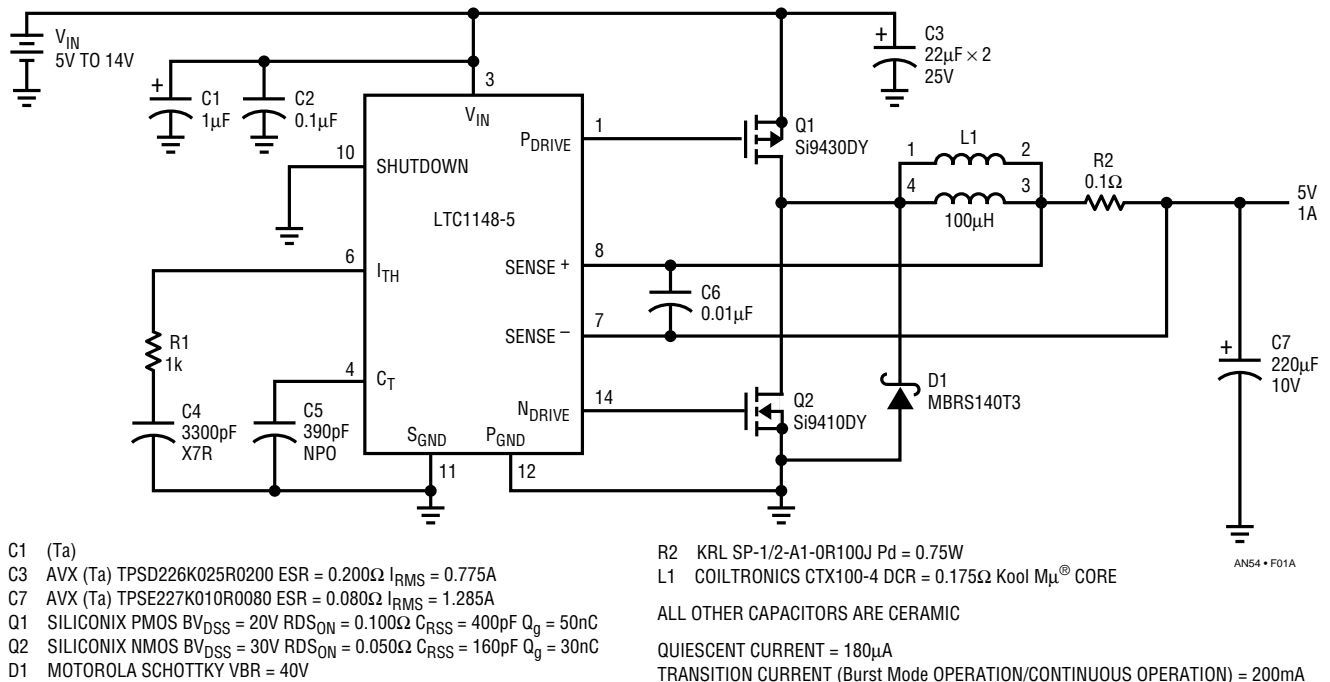 V_IN
5V TO 14V
+
C1
1µF
C2
0.1µF
3
V_IN
+
C3
22µF × 2
25V
P_DRIVE
1
Q1
Si9430DY
10
SHUTDOWN
LTC1148-5
1
L1
2
4
3
100µH
R2
0.1Ω
5V
1A
6
I_TH
SENSE +
8
C6
0.01µF
SENSE –
7
R1
1k
4
C_T
N_DRIVE
14
Q2
Si9410DY
D1
MBRS140T3
+
C7
220µF
10V
C4
3300pF
X7R
C5
390pF
NPO
S_GND
P_GND
11
12
C1 (Ta)
C3 AVX (Ta) TPSD226K025R0200 ESR = 0.200Ω I_RMS = 0.775A
C7 AVX (Ta) TPSE227K010R0080 ESR = 0.080Ω I_RMS = 1.285A
Q1 SILICONIX PMOS BV_DSS = 20V RDS_ON = 0.100Ω C_RSS = 400pF Q_g = 50nC
Q2 SILICONIX NMOS BV_DSS = 30V RDS_ON = 0.050Ω C_RSS = 160pF Q_g = 30nC
D1 MOTOROLA SCHOTTKY VBR = 40V
R2 KRL SP-1/2-A1-0R100J Pd = 0.75W
L1 COILTRONICS CTX100-4 DCR = 0.175Ω Kool Mµ® CORE
ALL OTHER CAPACITORS ARE CERAMIC
QUIESCENT CURRENT = 180µA
TRANSITION CURRENT (Burst Mode OPERATION/CONTINUOUS OPERATION) = 200mA
AN54 • F01A